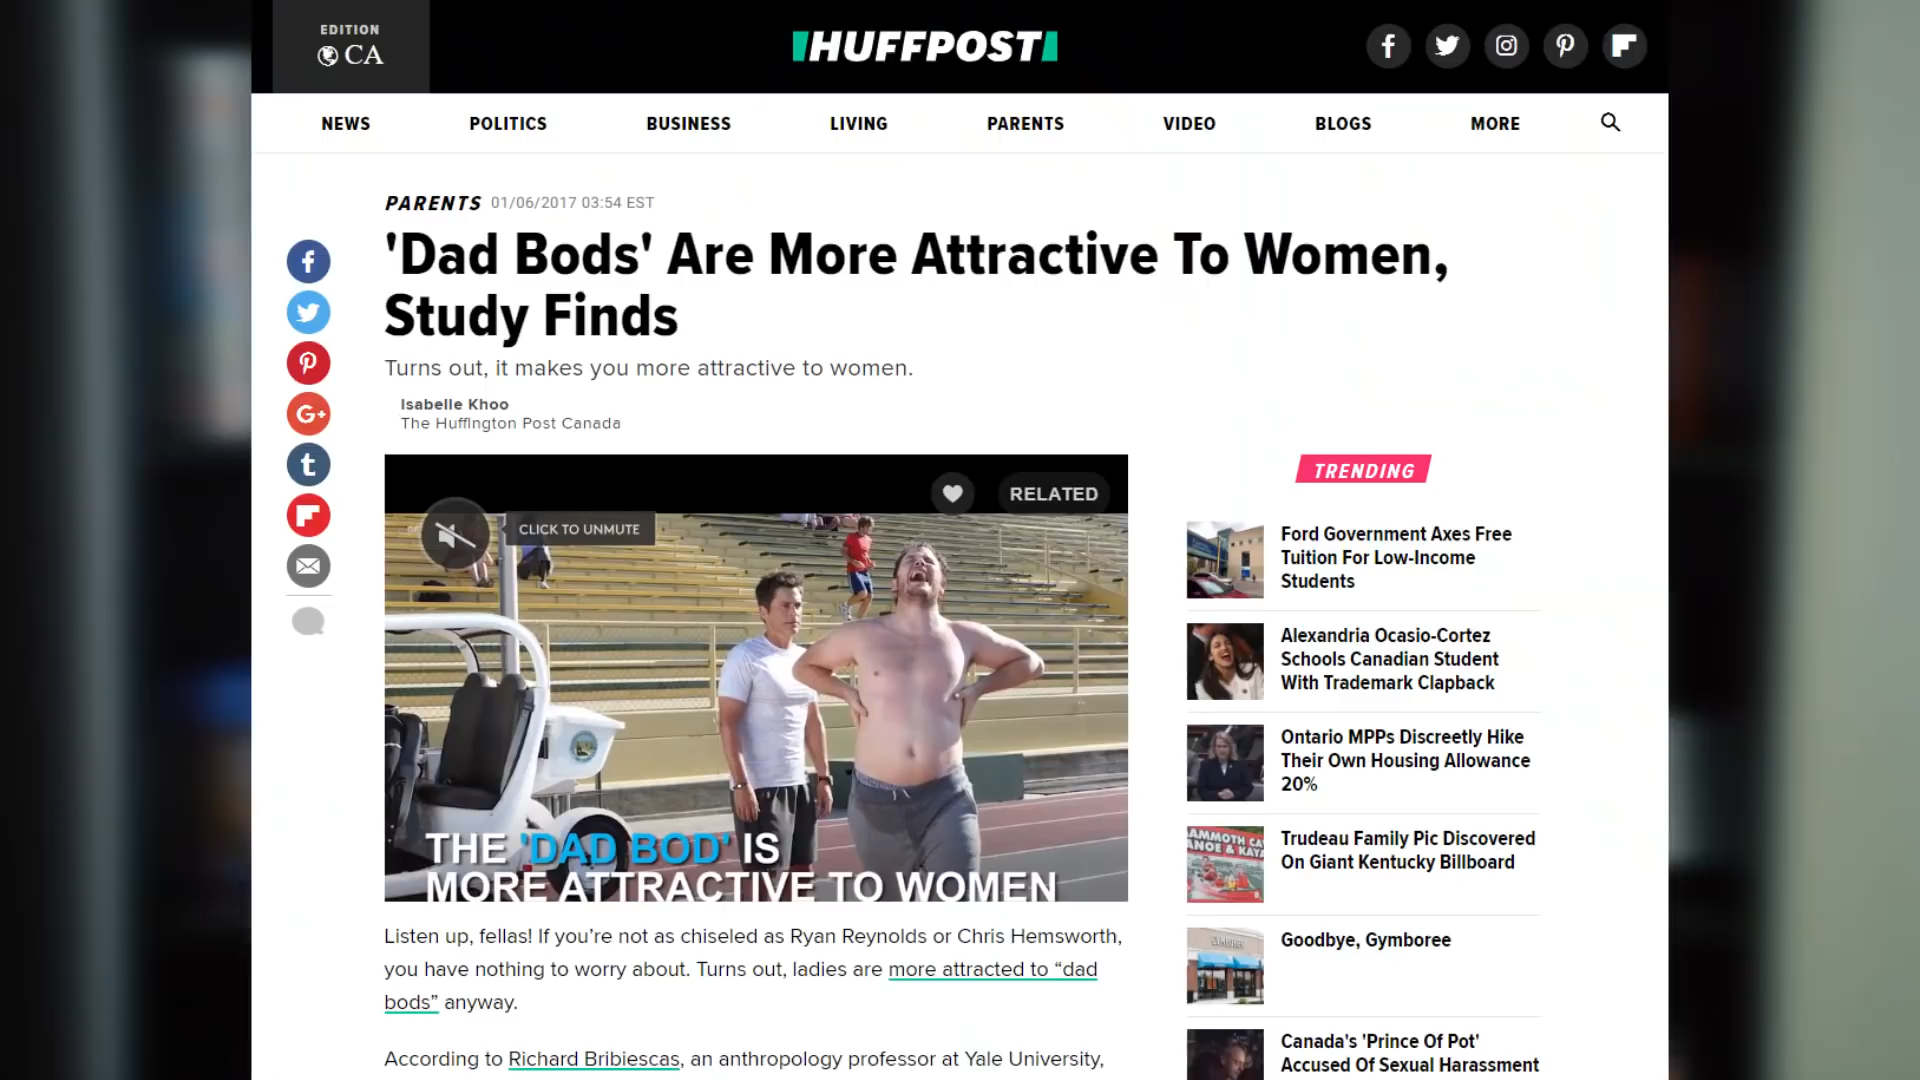 EDITION
CA
HUFFPOST
NEWS
POLITICS
BUSINESS
LIVING
PARENTS
VIDEO
BLOGS
MORE
PARENTS 01/06/2017 03:54 EST
'Dad Bods' Are More Attractive To Women,
Study Finds
Turns out, it makes you more attractive to women.
Isabelle Khoo
The Huffington Post Canada
RELATED
CLICK TO UNMUTE
THE 'DAD BOD' IS
MORE ATTRACTIVE TO WOMEN
Listen up, fellas! If you’re not as chiseled as Ryan Reynolds or Chris Hemsworth,
you have nothing to worry about. Turns out, ladies are more attracted to “dad
bods” anyway.
According to Richard Bribiescas, an anthropology professor at Yale University,
TRENDING
Ford Government Axes Free
Tuition For Low-Income
Students
Alexandria Ocasio-Cortez
Schools Canadian Student
With Trademark Clapback
Ontario MPPs Discreetly Hike
Their Own Housing Allowance
20%
Trudeau Family Pic Discovered
On Giant Kentucky Billboard
Goodbye, Gymboree
Canada's 'Prince Of Pot'
Accused Of Sexual Harassment